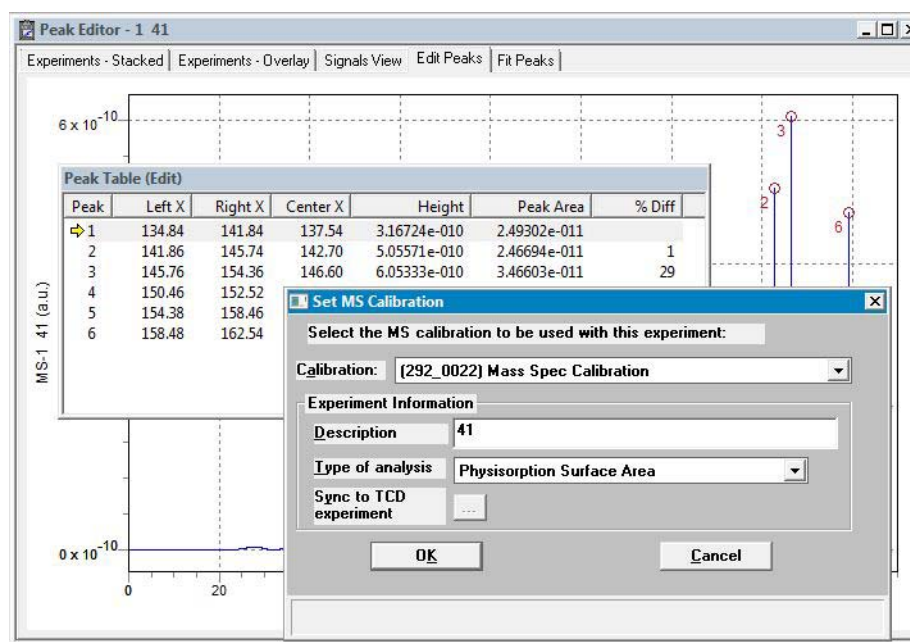 Peak Editor - 1 41
Experiments - Stacked Experiments - Overlay Signals View Edit Peaks Fit Peaks
6 x 10-10
3
2
6
MS-1 41 (a.u.)
Peak Table (Edit)
Peak Left X Right X Center X Height Peak Area % Diff
1 134.84 141.84 137.54 3.16724e-010 2.49302e-011
2 141.86 145.74 142.70 5.05571e-010 2.46694e-011 1
3 145.76 154.36 146.60 6.05333e-010 3.46603e-011 29
4 150.46 152.52
5 154.38 158.46
6 158.48 162.54
Set MS Calibration
Select the MS calibration to be used with this experiment:
Calibration: (292_0022) Mass Spec Calibration
Experiment Information
Description 41
Type of analysis Physisorption Surface Area
Sync to TCD
experiment ...
OK Cancel
0 x 10-10
0 20